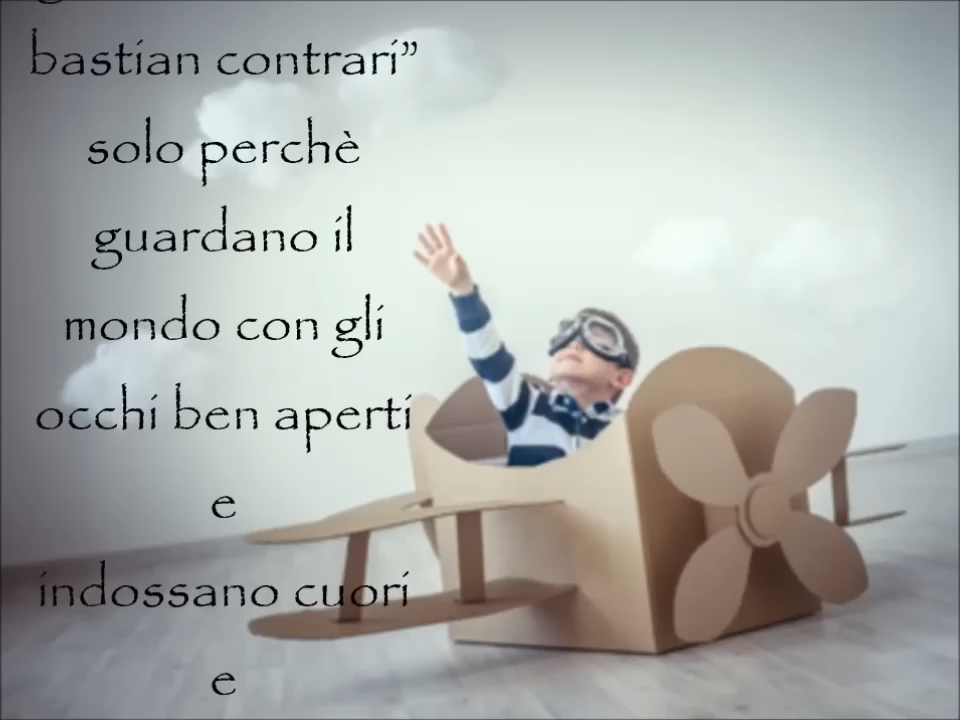 bastian contrari”
solo perchè
guardano il
mondo con gli
occhi ben aperti
e
indossano cuori
e